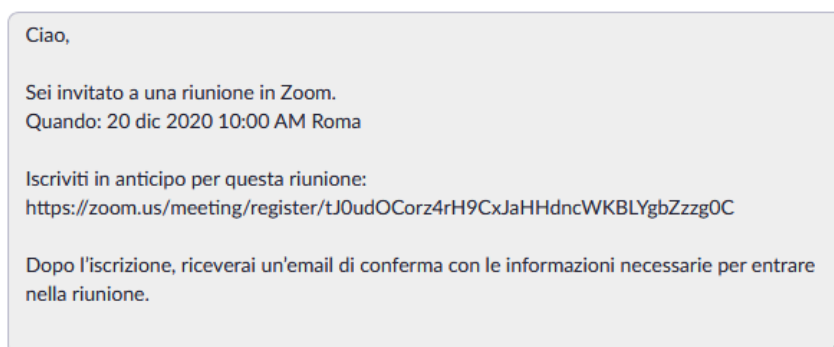 Ciao,
Sei invitato a una riunione in Zoom.
Quando: 20 dic 2020 10:00 AM Roma
Iscriviti in anticipo per questa riunione:
https://zoom.us/meeting/register/tJ0udOCorz4rH9CxJaHHdncWKBLYgbZzzg0C
Dopo l’iscrizione, riceverai un’email di conferma con le informazioni necessarie per entrare
nella riunione.